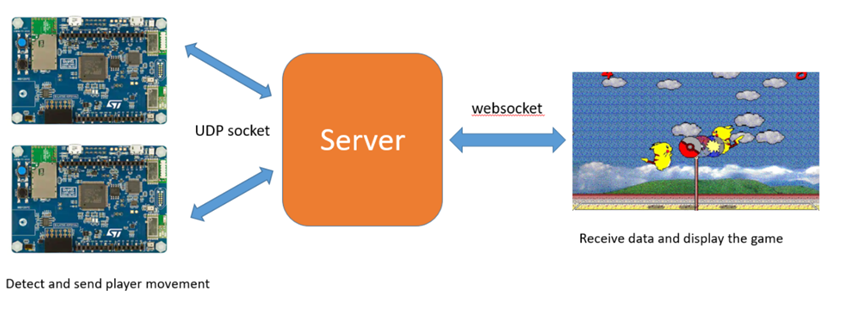 UDP socket
Server
websocket
Receive data and display the game
Detect and send player movement